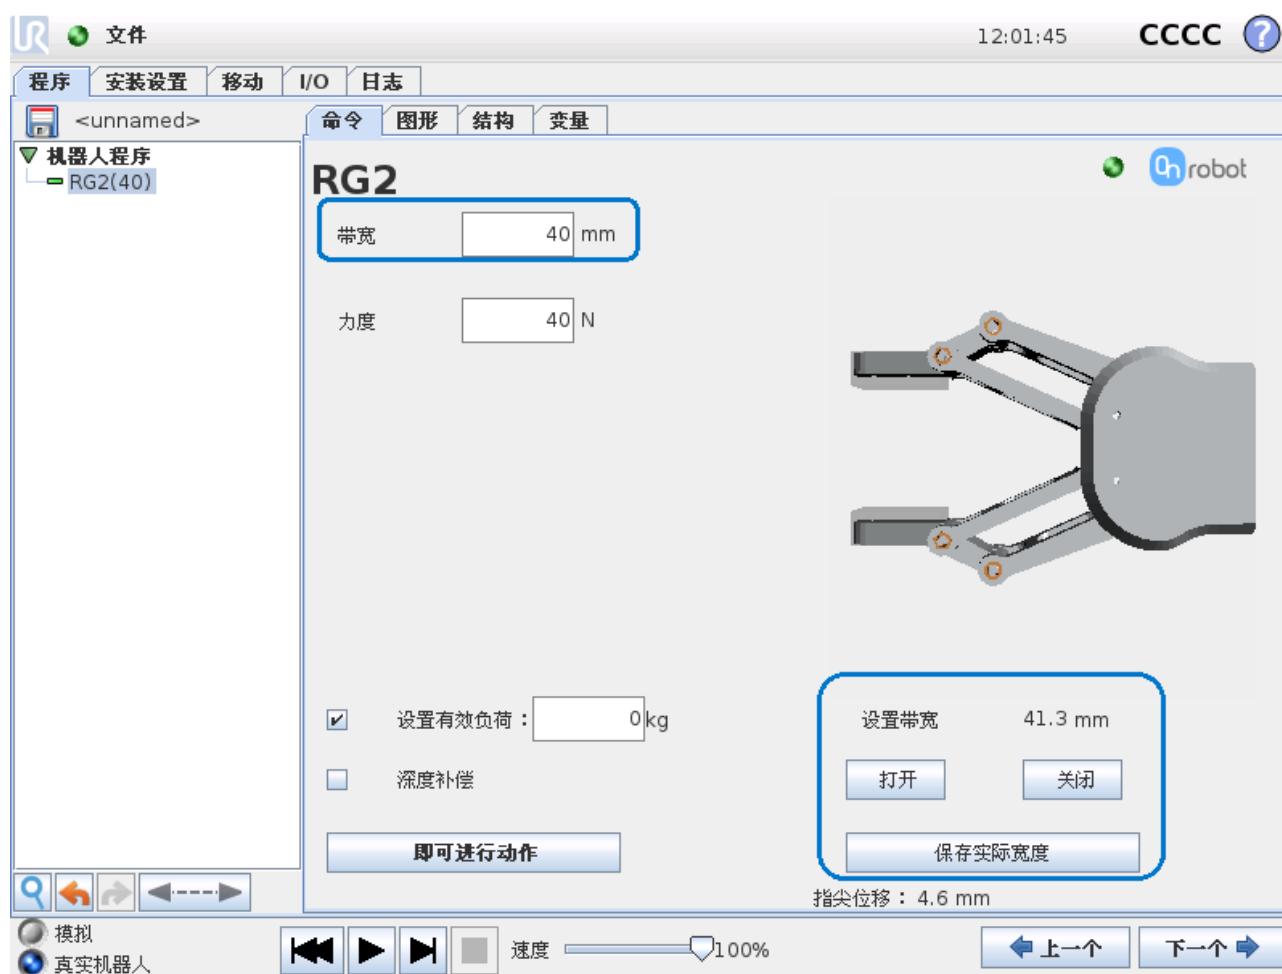 UR 文件 12:01:45 CCCC ?
程序 安装设置 移动 I/O 日志
<unnamed> 命令 图形 结构 变量
机器人程序
RG2(40)
RG2 On robot
带宽 40 mm
力度 40 N
设置有效负荷： 0 kg 设置带宽 41.3 mm
深度补偿 打开 关闭
即可进行动作 保存实际宽度
指尖位移： 4.6 mm
模拟
真实机器人 速度 100% 上一个 下一个